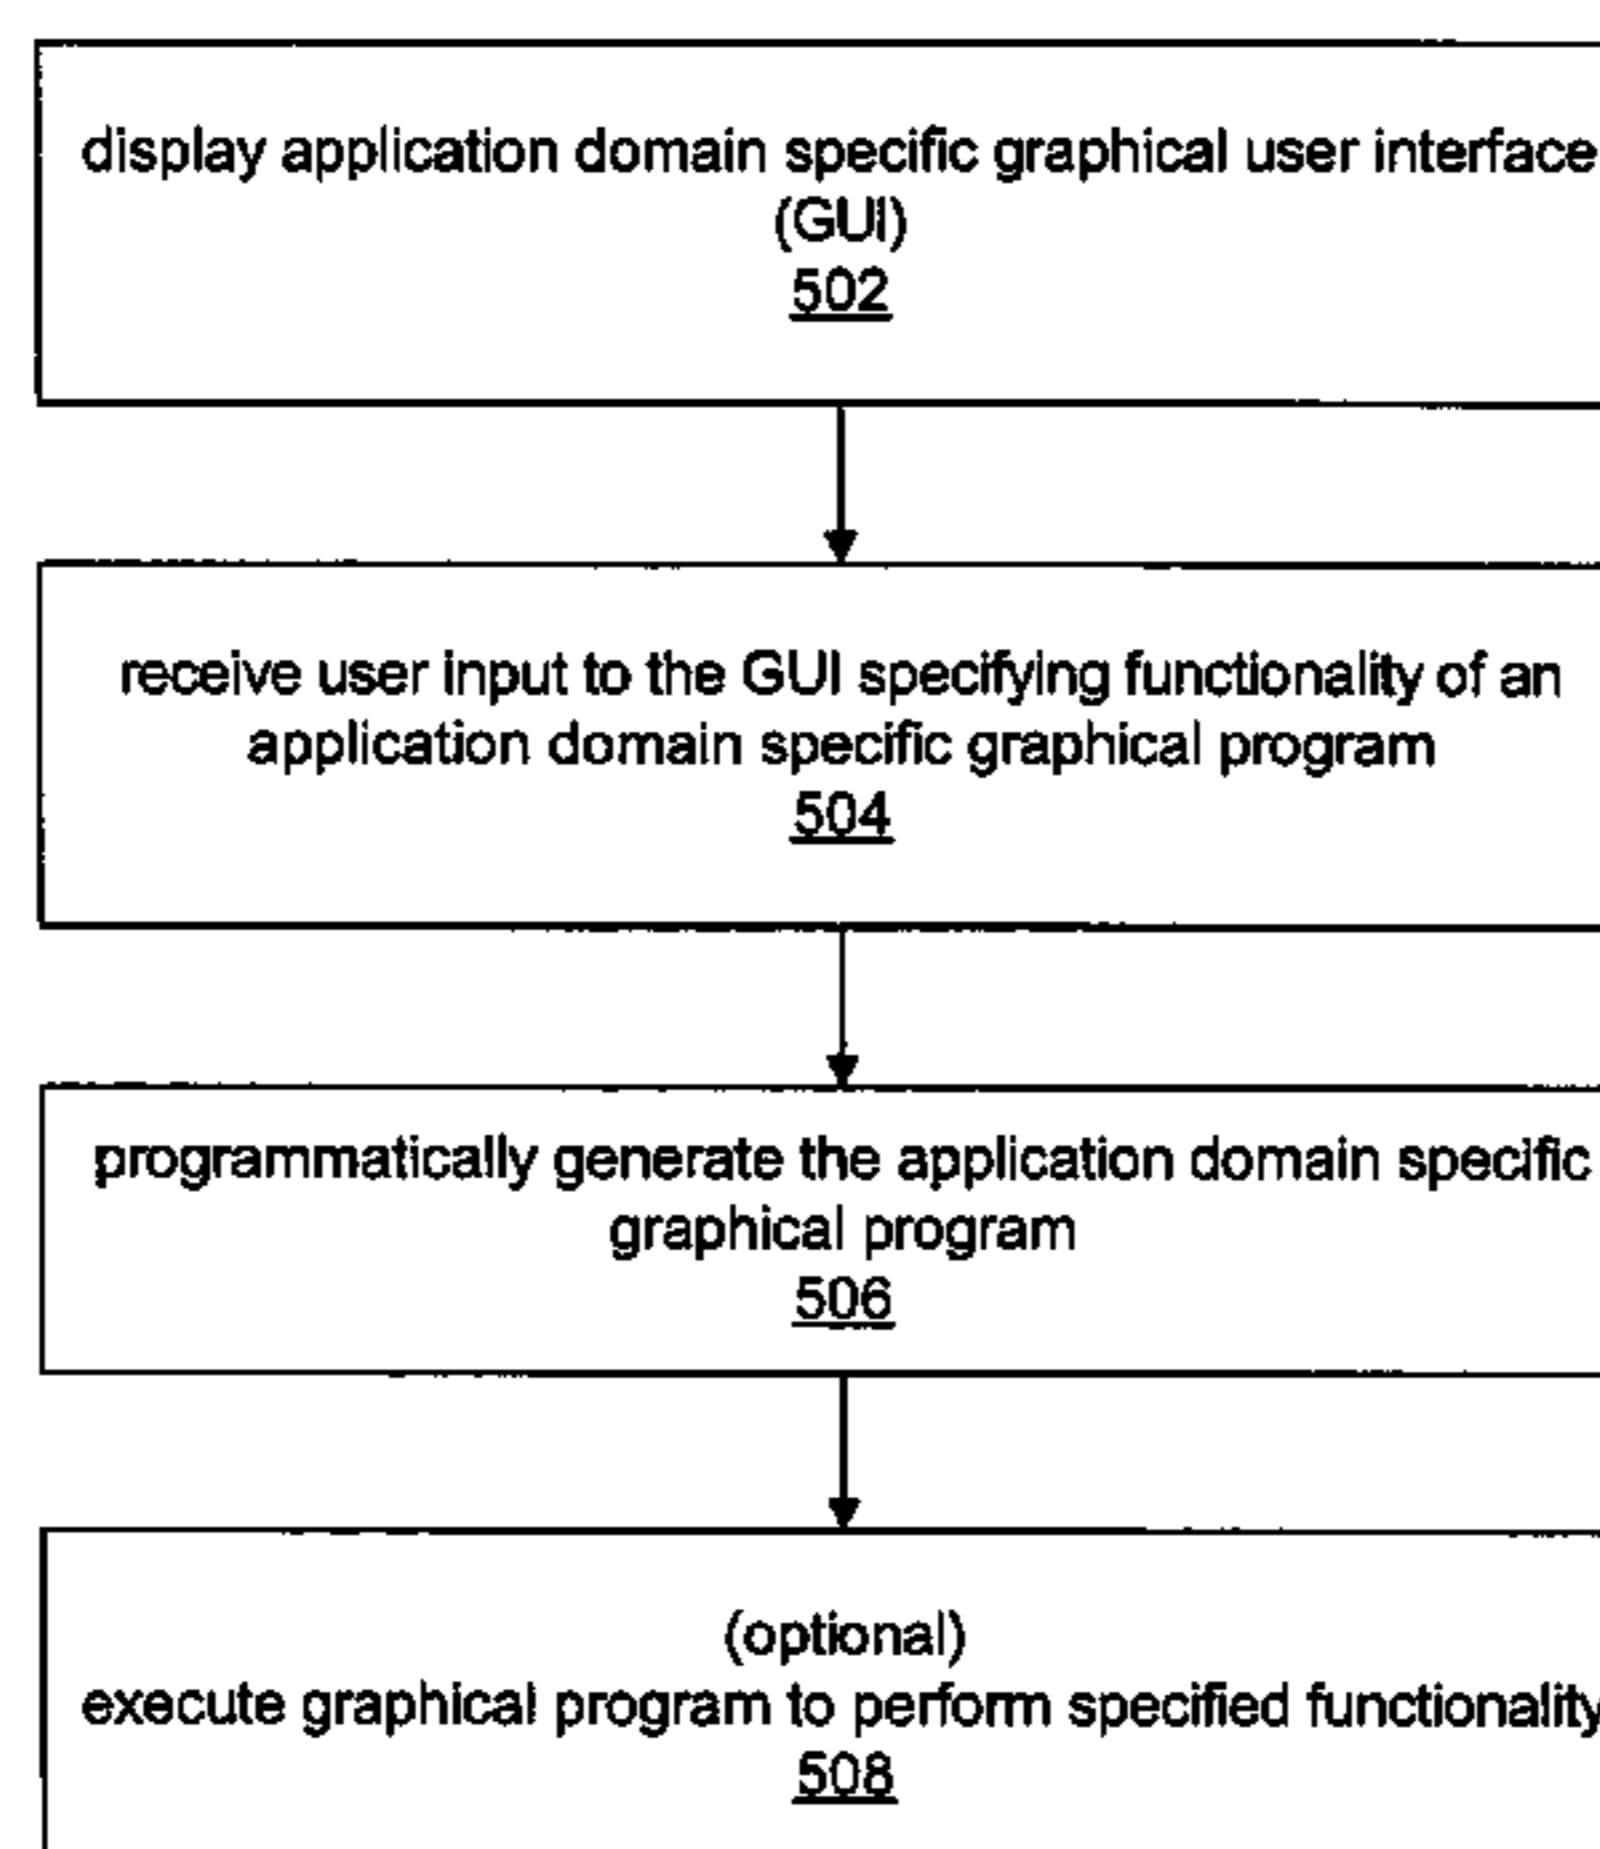 display application domain specific graphical user interface
(GUI)
502
receive user input to the GUI specifying functionality of an
application domain specific graphical program
504
programmatically generate the application domain specific
graphical program
506
(optional)
execute graphical program to perform specified functionality
508